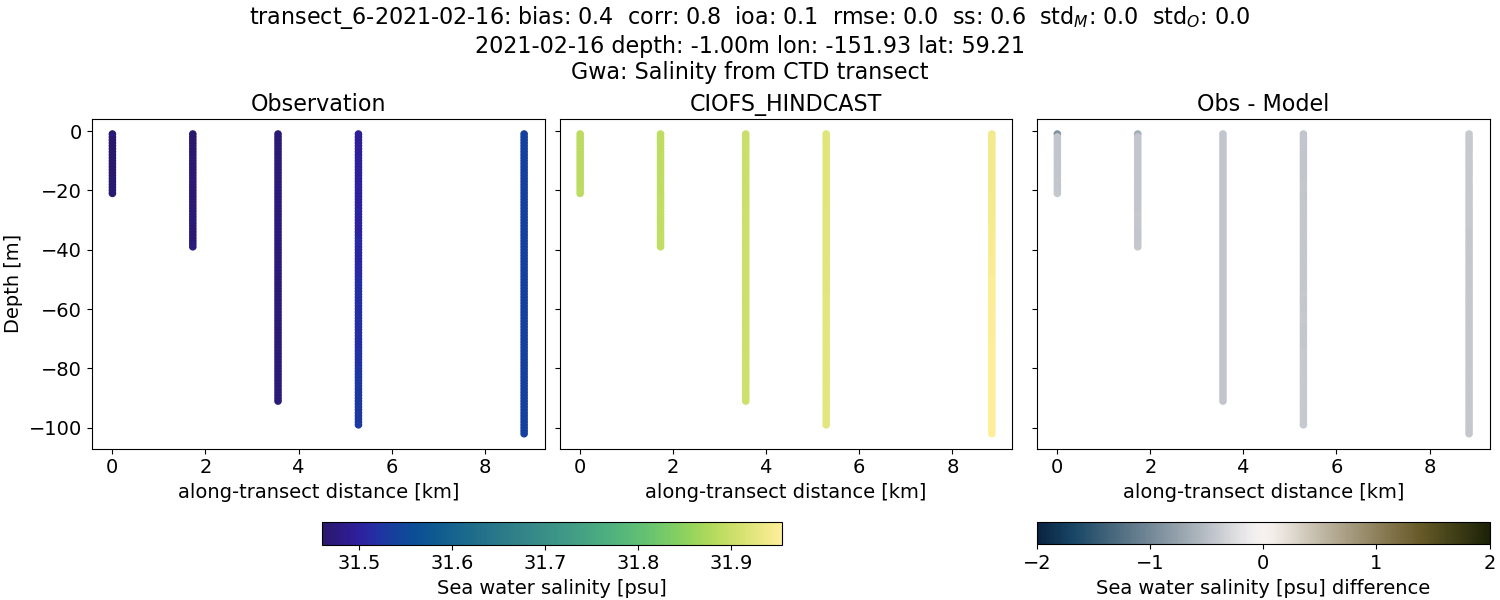 transect_6-2021-02-16: bias: 0.4 corr: 0.8 ioa: 0.1 rmse: 0.0 ss: 0.6 std_M: 0.0 std_O: 0.0
2021-02-16 depth: -1.00m lon: -151.93 lat: 59.21
Gwa: Salinity from CTD transect
Observation
CIOFS_HINDCAST
Obs - Model
Depth [m]
0
−20
−40
−60
−80
−100
0 2 4 6 8
0 2 4 6 8
0 2 4 6 8
along-transect distance [km]
along-transect distance [km]
along-transect distance [km]
31.5 31.6 31.7 31.8 31.9
Sea water salinity [psu]
−2 −1 0 1 2
Sea water salinity [psu] difference